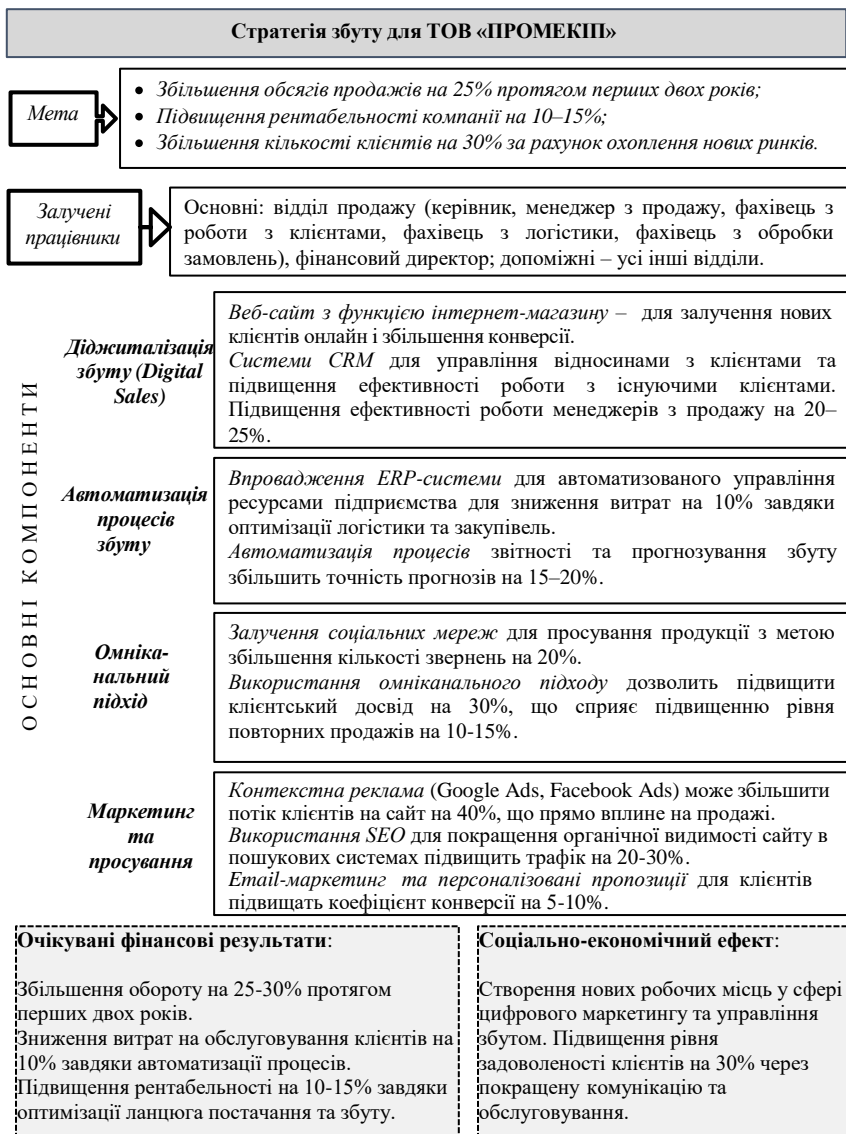 Стратегія збуту для ТОВ «ПРОМЕКІП»
Мета
• Збільшення обсягів продажів на 25% протягом перших двох років;
• Підвищення рентабельності компанії на 10–15%;
• Збільшення кількості клієнтів на 30% за рахунок охоплення нових ринків.
Залучені
працівники
Основні: відділ продажу (керівник, менеджер з продажу, фахівець з
роботи з клієнтами, фахівець з логістики, фахівець з обробки
замовлень), фінансовий директор; допоміжні – усі інші відділи.
ОСНОВНІ КОМПОНЕНТИ
Діджиталізація
збуту (Digital
Sales)
Веб-сайт з функцією інтернет-магазину – для залучення нових
клієнтів онлайн і збільшення конверсії.
Системи CRM для управління відносинами з клієнтами та
підвищення ефективності роботи з існуючими клієнтами.
Підвищення ефективності роботи менеджерів з продажу на 20–
25%.
Автоматизація
процесів
збуту
Впровадження ERP-системи для автоматизованого управління
ресурсами підприємства для зниження витрат на 10% завдяки
оптимізації логістики та закупівель.
Автоматизація процесів звітності та прогнозування збуту
збільшить точність прогнозів на 15–20%.
Омніка-
нальний
підхід
Залучення соціальних мереж для просування продукції з метою
збільшення кількості звернень на 20%.
Використання омніканального підходу дозволить підвищити
клієнтський досвід на 30%, що сприяє підвищенню рівня
повторних продажів на 10-15%.
Маркетинг
та
просування
Контекстна реклама (Google Ads, Facebook Ads) може збільшити
потік клієнтів на сайт на 40%, що прямо вплине на продажі.
Використання SEO для покращення органічної видимості сайту в
пошукових системах підвищить трафік на 20-30%.
Email-маркетинг та персоналізовані пропозиції для клієнтів
підвищать коефіцієнт конверсії на 5-10%.
Очікувані фінансові результати:
Збільшення обороту на 25-30% протягом
перших двох років.
Зниження витрат на обслуговування клієнтів на
10% завдяки автоматизації процесів.
Підвищення рентабельності на 10-15% завдяки
оптимізації ланцюга постачання та збуту.
Соціально-економічний ефект:
Створення нових робочих місць у сфері
цифрового маркетингу та управління
збутом. Підвищення рівня
задоволеності клієнтів на 30% через
покращену комунікацію та
обслуговування.